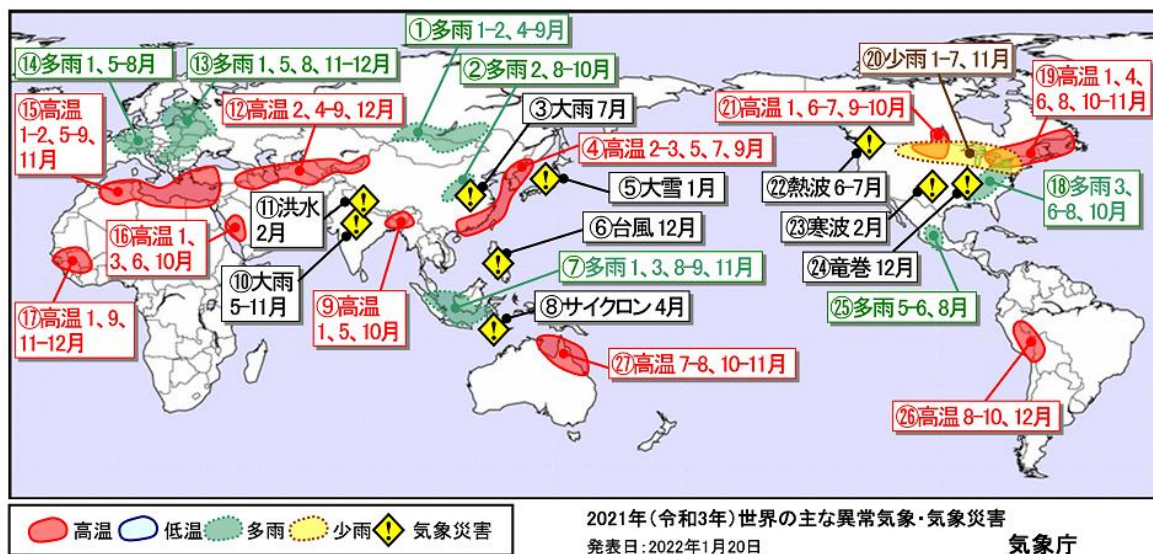 ①多雨 1-2、4-9月
⑭多雨 1、5-8月
⑬多雨 1、5、8、11-12月
②多雨 2、8-10月
⑳少雨 1-7、11月
⑮高温
1-2、5-9、
11月
⑫高温 2、4-9、12月
③大雨 7月
㉑高温 1、6-7、9-10月
⑲高温 1、4、
6、8、10-11月
④高温 2-3、5、7、9月
⑤大雪 1月
㉒熱波 6-7月
⑱多雨 3、
6-8、10月
⑪洪水
2月
⑥台風 12月
㉓寒波 2月
⑯高温 1、
3、6、10月
⑦多雨 1、3、8-9、11月
㉔竜巻 12月
⑩大雨
5-11月
⑨高温
1、5、10月
⑧サイクロン 4月
㉕多雨 5-6、8月
⑰高温 1、9、
11-12月
㉗高温 7-8、10-11月
㉖高温 8-10、12月
高温 低温 多雨 少雨 気象災害
2021年(令和3年)世界の主な異常気象・気象災害
発表日:2022年1月20日
気象庁